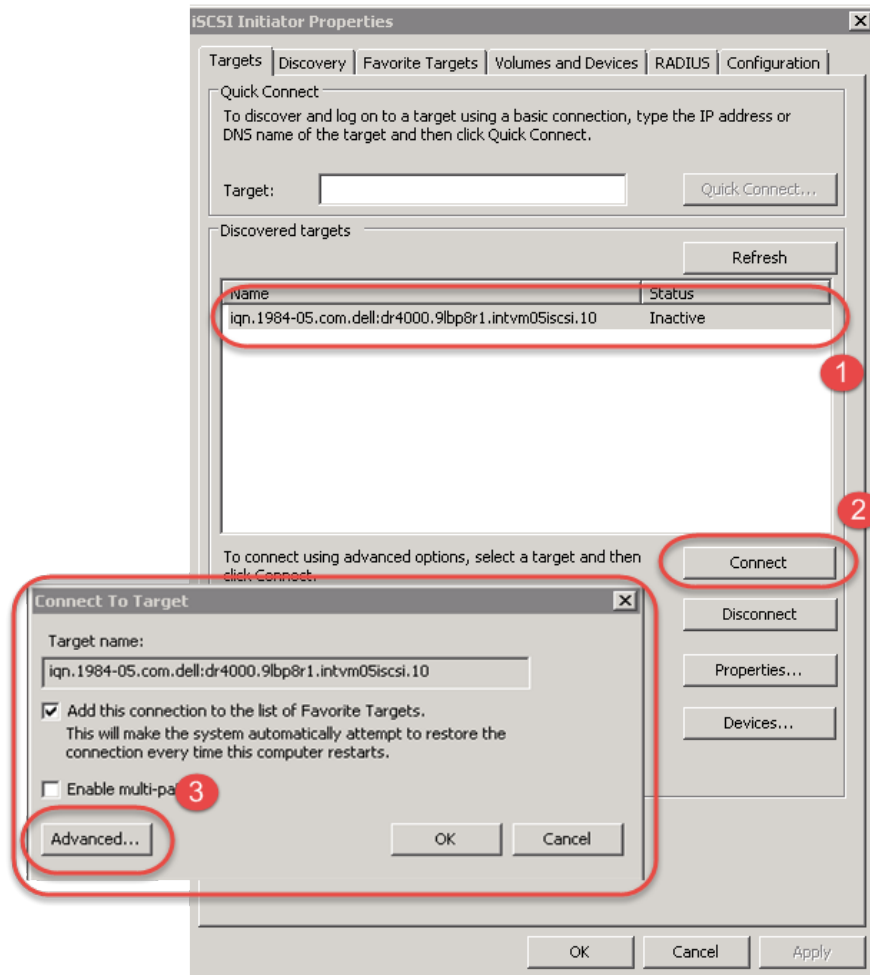 iSCSI Initiator Properties
Targets Discovery Favorite Targets Volumes and Devices RADIUS Configuration
Quick Connect
To discover and log on to a target using a basic connection, type the IP address or
DNS name of the target and then click Quick Connect.
Target:
Quick Connect...
Discovered targets
Refresh
Name Status
iqn.1984-05.com.dell:dr4000.9lbp8r1.intvm05iscsi.10 Inactive
1
2
To connect using advanced options, select a target and then
click Connect.
Connect
Disconnect
Properties...
Devices...
Connect To Target
Target name:
iqn.1984-05.com.dell:dr4000.9lbp8r1.intvm05iscsi.10
Add this connection to the list of Favorite Targets.
This will make the system automatically attempt to restore the
connection every time this computer restarts.
Enable
3
Advanced... OK Cancel
OK Cancel Apply